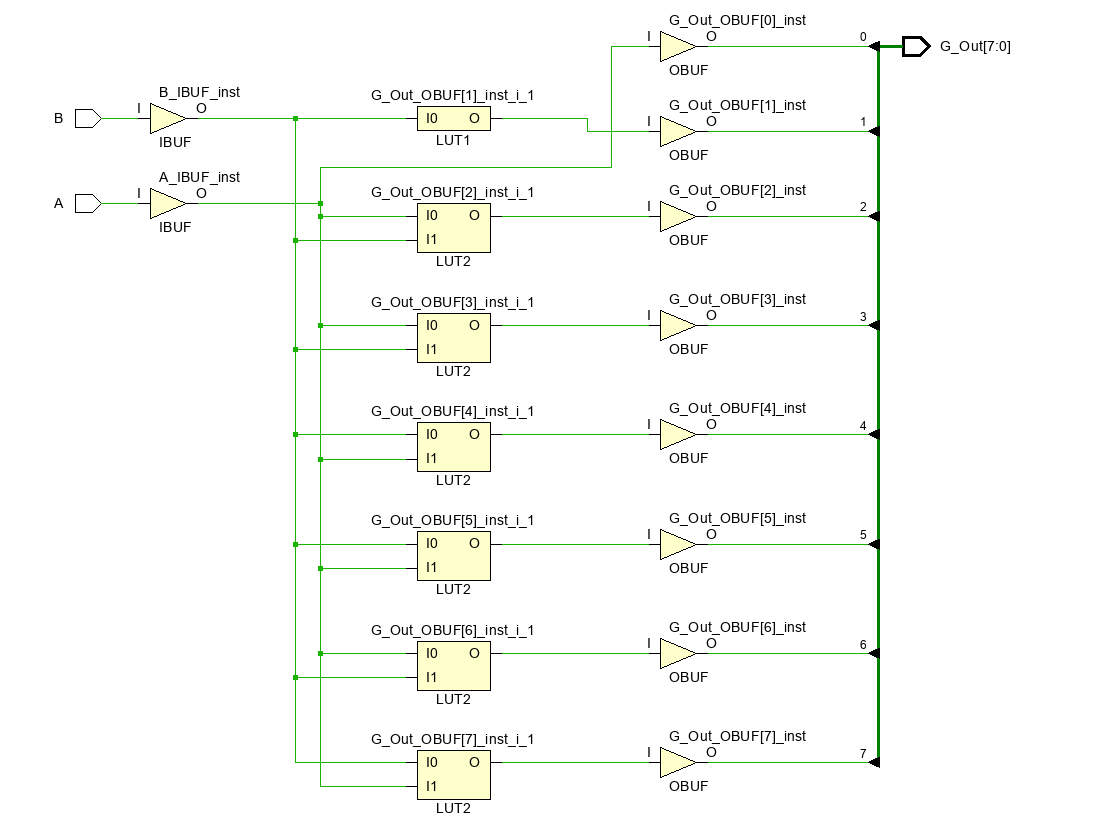 G_Out_OBUF[0]_inst
I O 0
G_Out[7:0]
OBUF
B_IBUF_inst
B I O
IBUF
G_Out_OBUF[1]_inst_i_1
I0 O
LUT1
G_Out_OBUF[1]_inst
I O 1
OBUF
A_IBUF_inst
A I O
IBUF
G_Out_OBUF[2]_inst_i_1
I0 O
I1
LUT2
G_Out_OBUF[2]_inst
I O 2
OBUF
G_Out_OBUF[3]_inst_i_1
I0 O
I1
LUT2
G_Out_OBUF[3]_inst
I O 3
OBUF
G_Out_OBUF[4]_inst_i_1
I0 O
I1
LUT2
G_Out_OBUF[4]_inst
I O 4
OBUF
G_Out_OBUF[5]_inst_i_1
I0 O
I1
LUT2
G_Out_OBUF[5]_inst
I O 5
OBUF
G_Out_OBUF[6]_inst_i_1
I0 O
I1
LUT2
G_Out_OBUF[6]_inst
I O 6
OBUF
G_Out_OBUF[7]_inst_i_1
I0 O
I1
LUT2
G_Out_OBUF[7]_inst
I O 7
OBUF